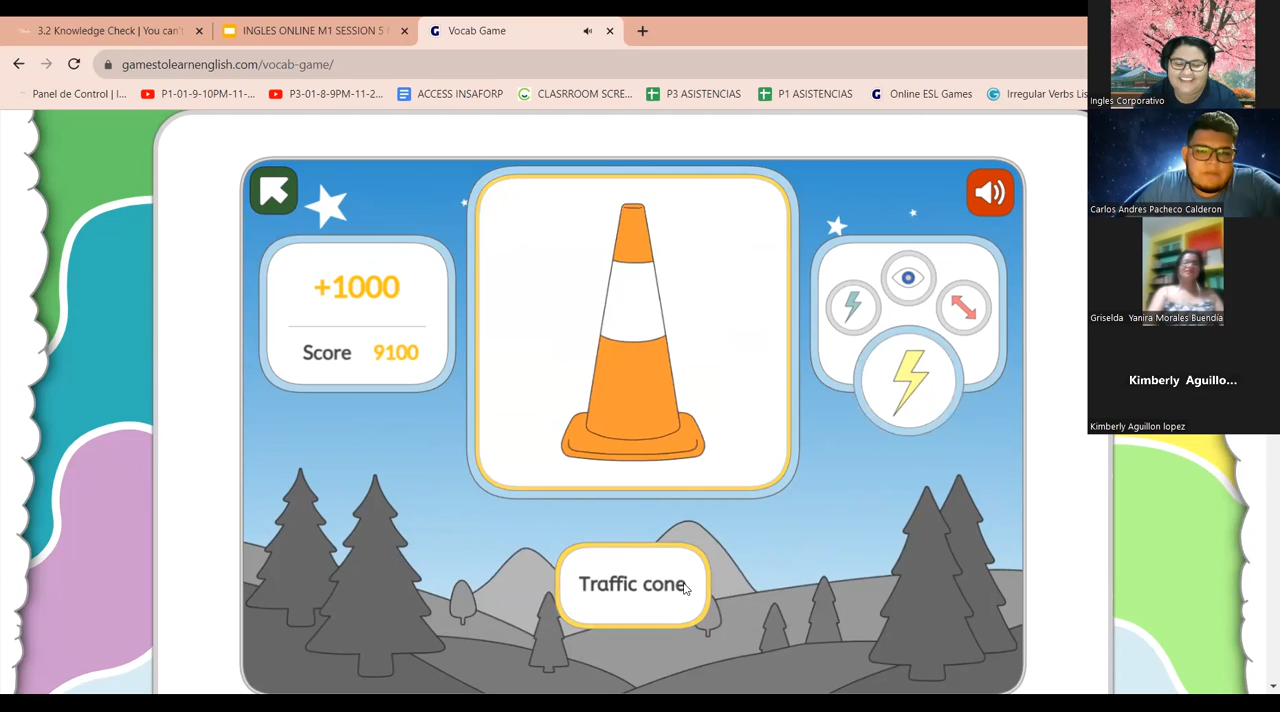 3.2 Knowledge Check | You can'
INGLES ONLINE M1 SESSION 5
Vocab Game
gamestolearnenglish.com/vocab-game/
Panel de Control | I...
P1-01-9-10PM-11-...
P3-01-8-9PM-11-2...
ACCESS INSAFORP
CLASRROOM SCRE...
P3 ASISTENCIAS
P1 ASISTENCIAS
Online ESL Games
Irregular Verbs Lis
+1000
Score 9100
Traffic cone
Ingles Corporativo
Carlos Andres Pacheco Calderon
Griselda Yanira Morales Buendia
Kimberly Aguillo...
Kimberly Aguillon lopez